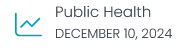 Public Health
DECEMBER 10, 2024